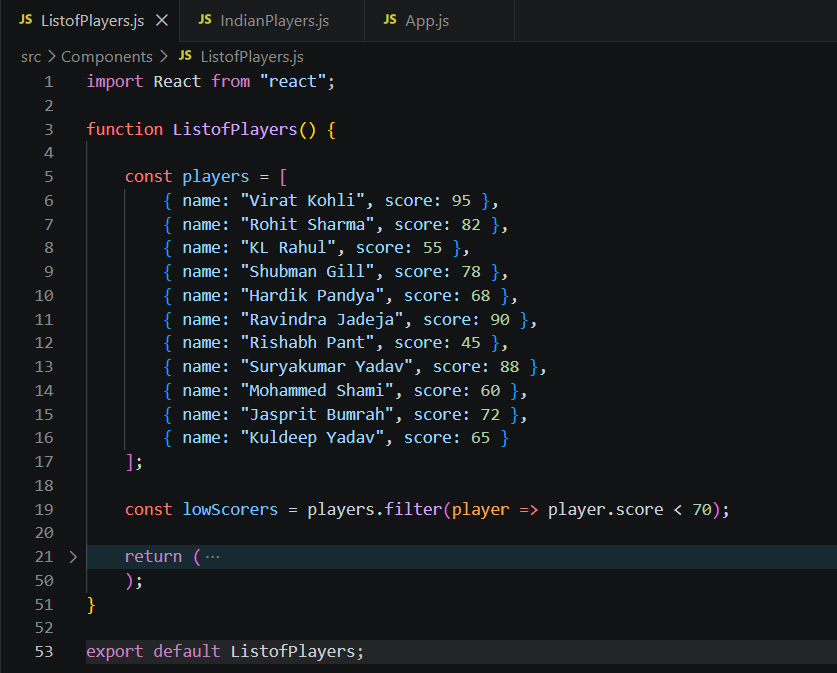 JS ListofPlayers.js × JS IndianPlayers.js JS App.js
src > Components > JS ListofPlayers.js
1 import React from "react";
2
3 function ListofPlayers() {
4
5 const players = [
6 { name: "Virat Kohli", score: 95 },
7 { name: "Rohit Sharma", score: 82 },
8 { name: "KL Rahul", score: 55 },
9 { name: "Shubman Gill", score: 78 },
10 { name: "Hardik Pandya", score: 68 },
11 { name: "Ravindra Jadeja", score: 90 },
12 { name: "Rishabh Pant", score: 45 },
13 { name: "Suryakumar Yadav", score: 88 },
14 { name: "Mohammed Shami", score: 60 },
15 { name: "Jasprit Bumrah", score: 72 },
16 { name: "Kuldeep Yadav", score: 65 }
17 ];
18
19 const lowScorers = players.filter(player => player.score < 70);
20
21 > return (···
50 );
51 }
52
53 export default ListofPlayers;